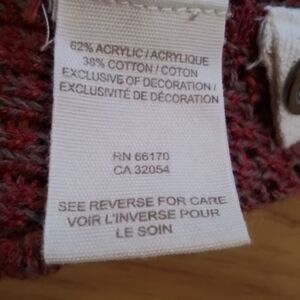 62% ACRYLIC / ACRYLIQUE
38% COTTON / COTON
EXCLUSIVE OF DECORATION /
EXCLUSIVITÉ DE DÉCORATION
RN 66170
CA 32054
SEE REVERSE FOR CARE
VOIR L'INVERSE POUR
LE SOIN